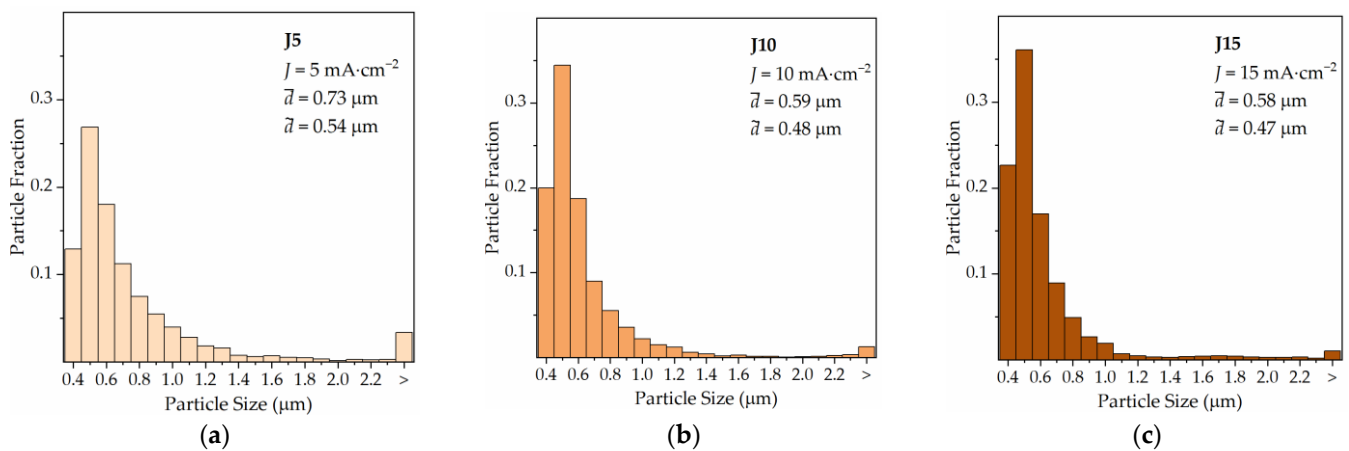 J5
J = 5 mA·cm⁻²
d̅ = 0.73 µm
d̃ = 0.54 µm
0.3
0.2
0.1
Particle Fraction
0.4 0.6 0.8 1.0 1.2 1.4 1.6 1.8 2.0 2.2 >
Particle Size (µm)
(a)
J10
J = 10 mA·cm⁻²
d̅ = 0.59 µm
d̃ = 0.48 µm
0.3
0.2
0.1
Particle Fraction
0.4 0.6 0.8 1.0 1.2 1.4 1.6 1.8 2.0 2.2 >
Particle Size (µm)
(b)
J15
J = 15 mA·cm⁻²
d̅ = 0.58 µm
d̃ = 0.47 µm
0.3
0.2
0.1
Particle Fraction
0.4 0.6 0.8 1.0 1.2 1.4 1.6 1.8 2.0 2.2 >
Particle Size (µm)
(c)